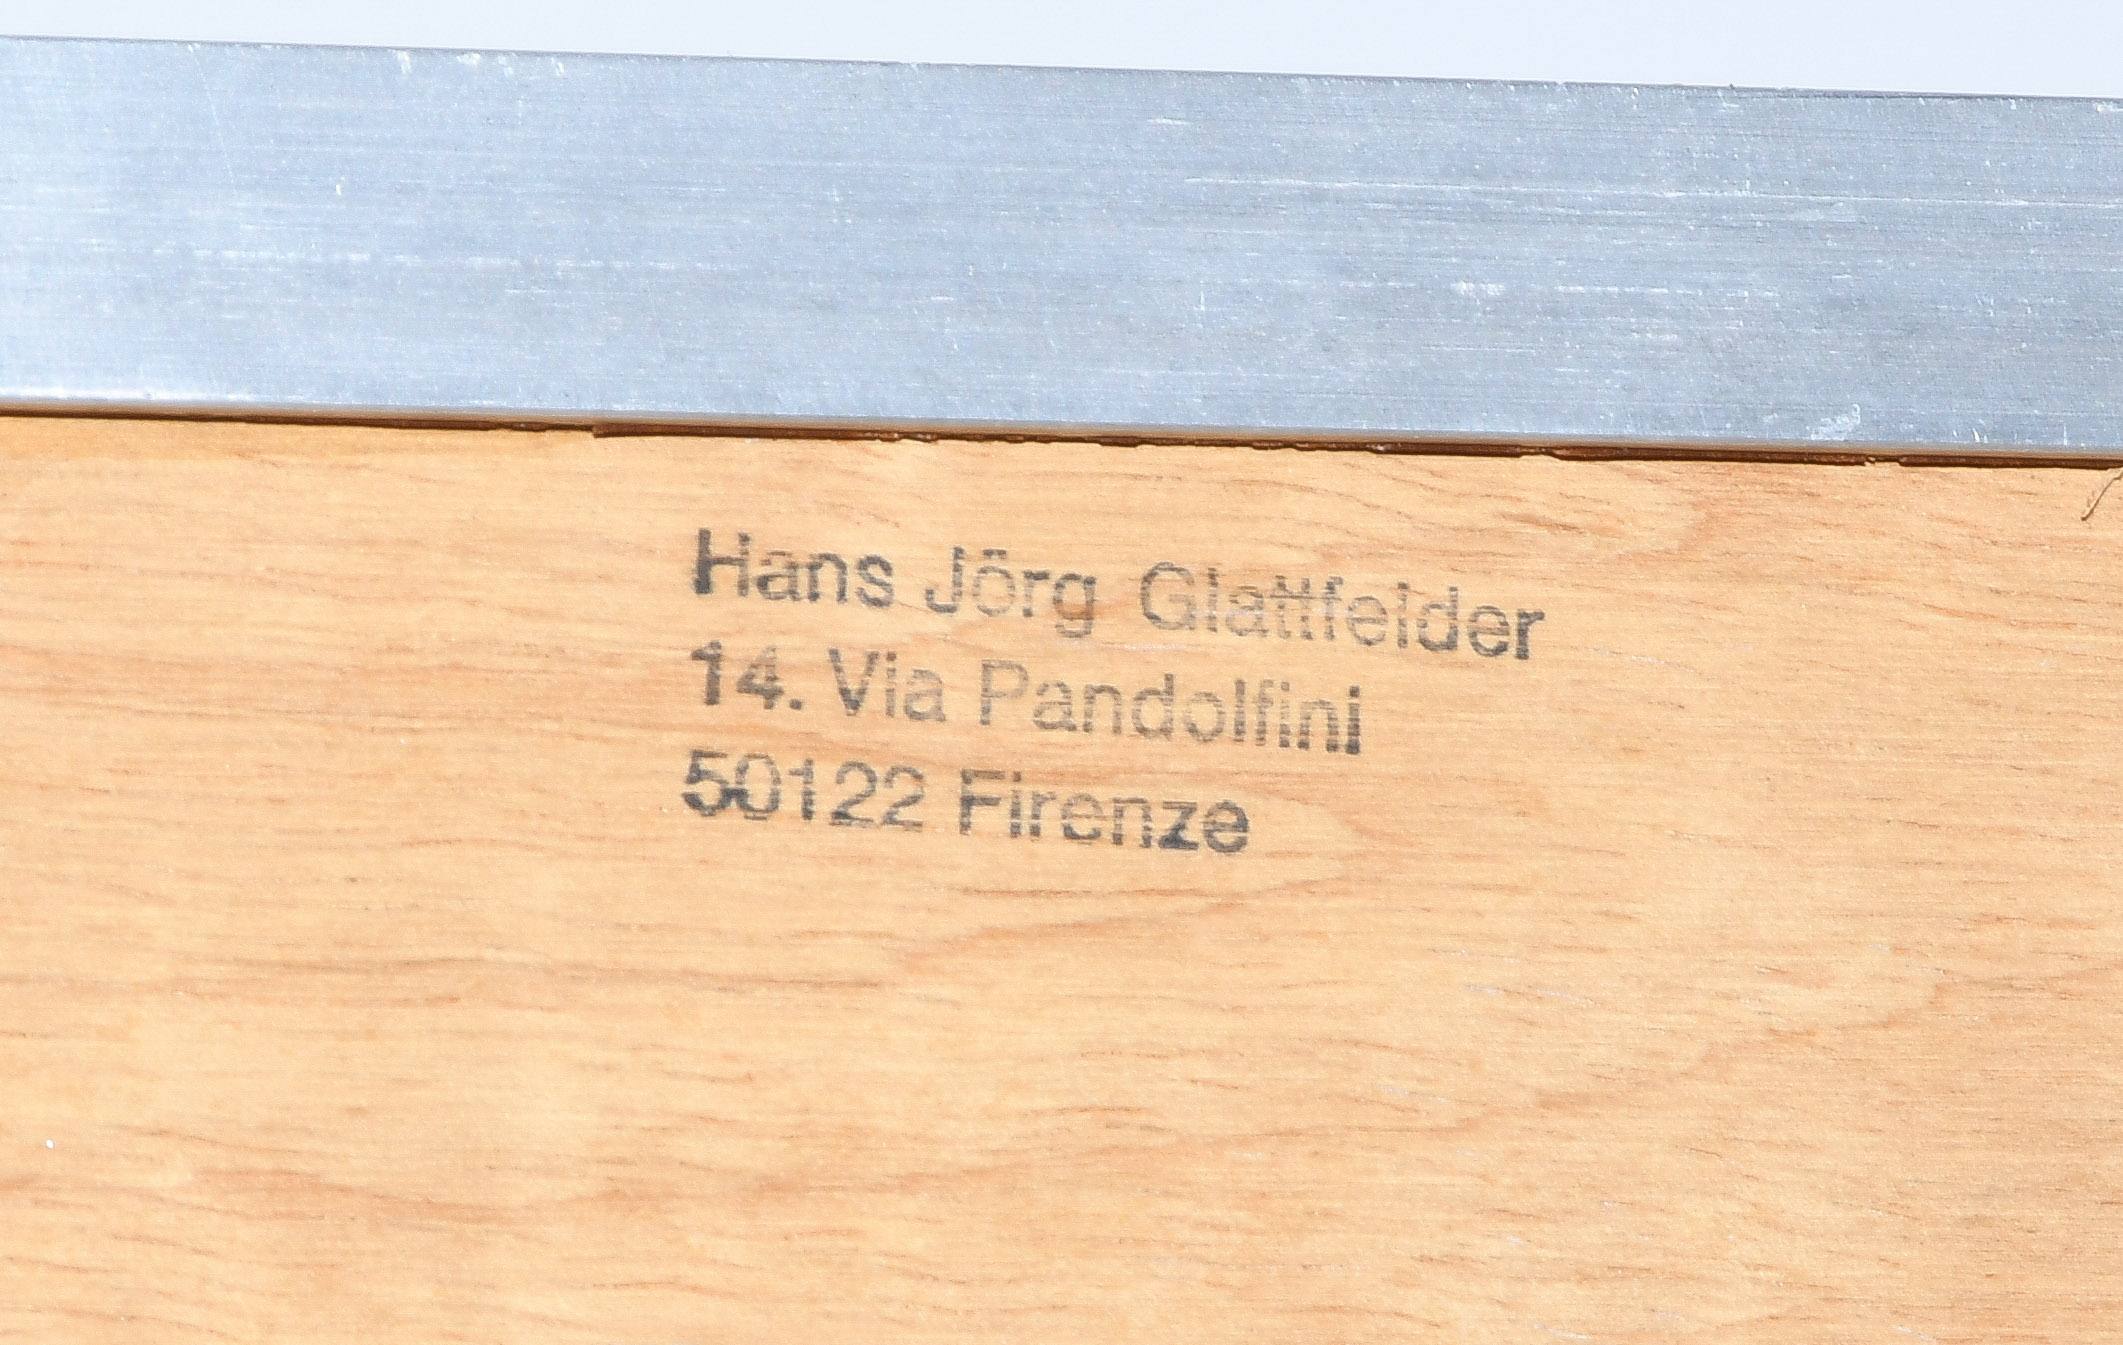 Hans Jörg Glattfelder
14. Via Pandolfini
50122 Firenze